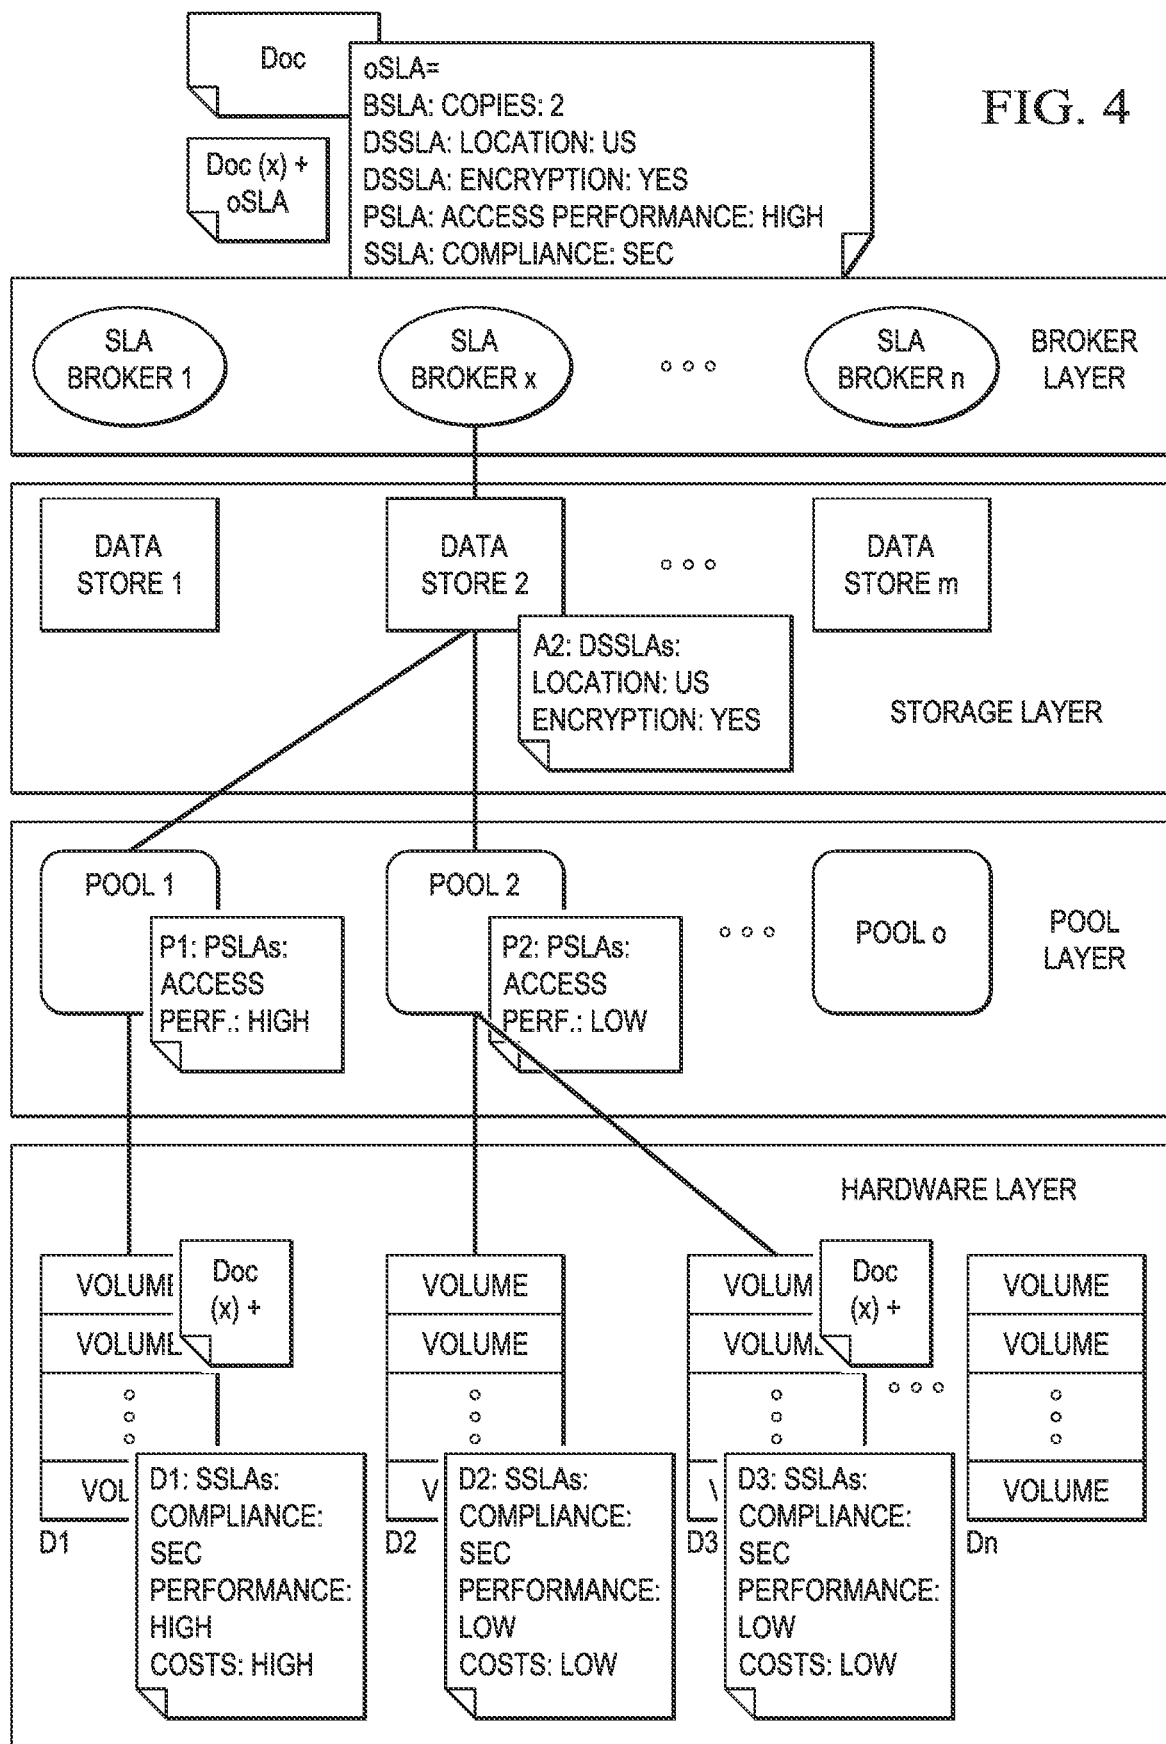 Doc
oSLA=
BSLA: COPIES: 2
DSSLA: LOCATION: US
DSSLA: ENCRYPTION: YES
PSLA: ACCESS PERFORMANCE: HIGH
SSLA: COMPLIANCE: SEC
FIG. 4
Doc (x) +
oSLA
SLA
BROKER 1
SLA
BROKER x
SLA
BROKER n
BROKER
LAYER
DATA
STORE 1
DATA
STORE 2
DATA
STORE m
A2: DSSLAs:
LOCATION: US
ENCRYPTION: YES
STORAGE LAYER
POOL 1
P1: PSLAs:
ACCESS
PERF.: HIGH
POOL 2
P2: PSLAs:
ACCESS
PERF.: LOW
POOL o
POOL
LAYER
HARDWARE LAYER
VOLUME
VOLUME
VOL
D1
Doc
(x) +
D1: SSLAs:
COMPLIANCE:
SEC
PERFORMANCE:
HIGH
COSTS: HIGH
VOLUME
VOLUME
V
D2
D2: SSLAs:
COMPLIANCE:
SEC
PERFORMANCE:
LOW
COSTS: LOW
VOLUM
VOLUME
V
D3
Doc
(x) +
D3: SSLAs:
COMPLIANCE:
SEC
PERFORMANCE:
LOW
COSTS: LOW
VOLUME
VOLUME
VOLUME
Dn